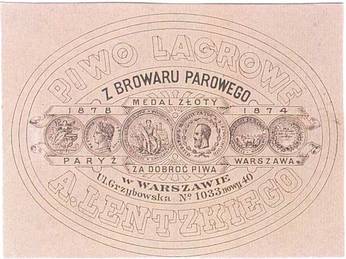 PIWO LAGROWE
Z BROWARU PAROWEGO
1878 MEDAL ZŁOTY 1874
PARYŻ ZA DOBROĆ PIWA WARSZAWA
W WARSZAWIE
Ul. Grzybowska No 1033 nowy 40
A. LENTZKIEGO